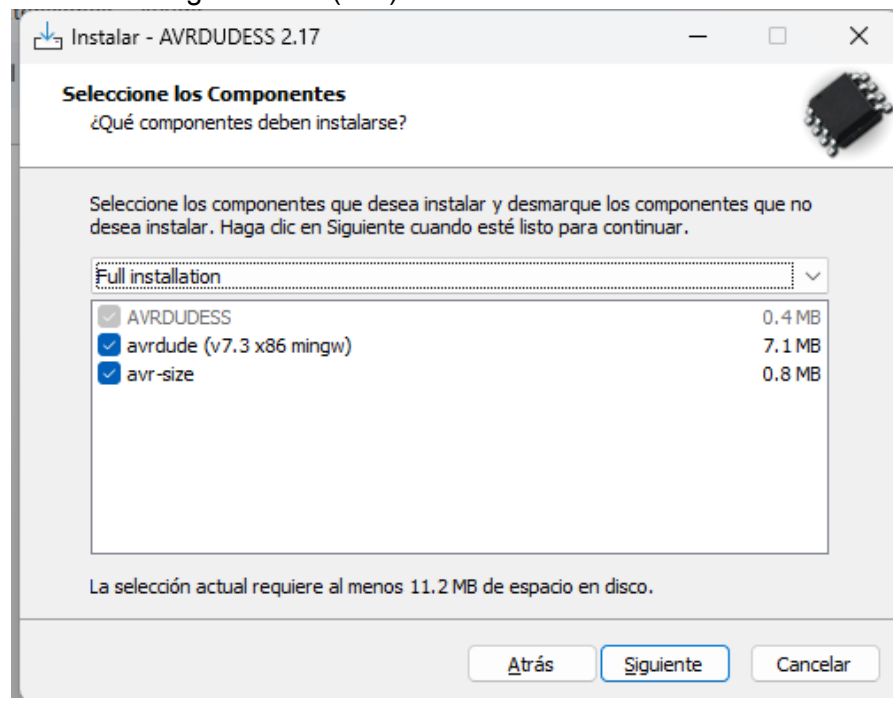 Instalar - AVRDUDESS 2.17
Seleccione los Componentes
¿Qué componentes deben instalarse?
Seleccione los componentes que desea instalar y desmarque los componentes que no
desea instalar. Haga clic en Siguiente cuando esté listo para continuar.
Full installation
AVRDUDESS 0.4 MB
avrdude (v7.3 x86 mingw) 7.1 MB
avr-size 0.8 MB
La selección actual requiere al menos 11.2 MB de espacio en disco.
Atrás Siguiente Cancelar